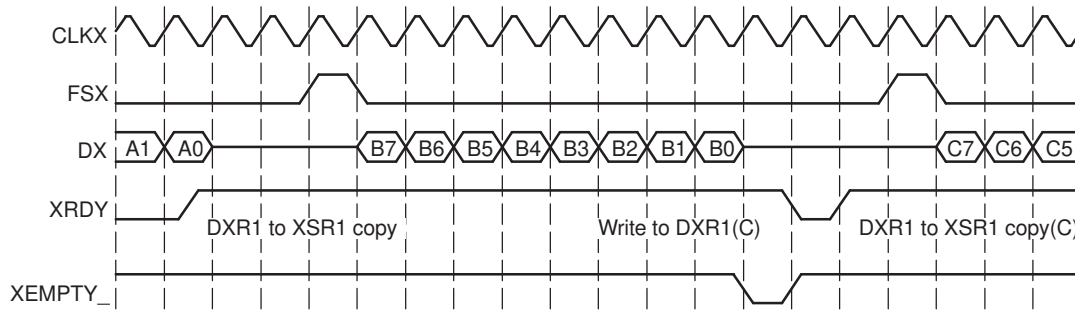 CLKX
FSX
DX A1 A0 B7 B6 B5 B4 B3 B2 B1 B0 C7 C6 C5
XRDY
DXR1 to XSR1 copy Write to DXR1(C) DXR1 to XSR1 copy(C)
XEMPTY_